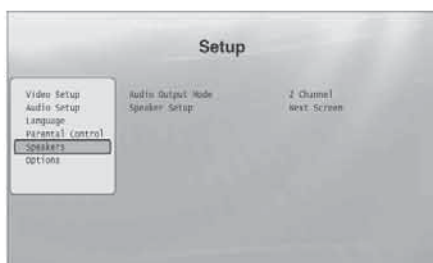 Setup
Video Setup
Audio Setup
Language
Parental Control
Speakers
Options
Audio Output Mode
Speaker Setup
2 Channel
Next Screen